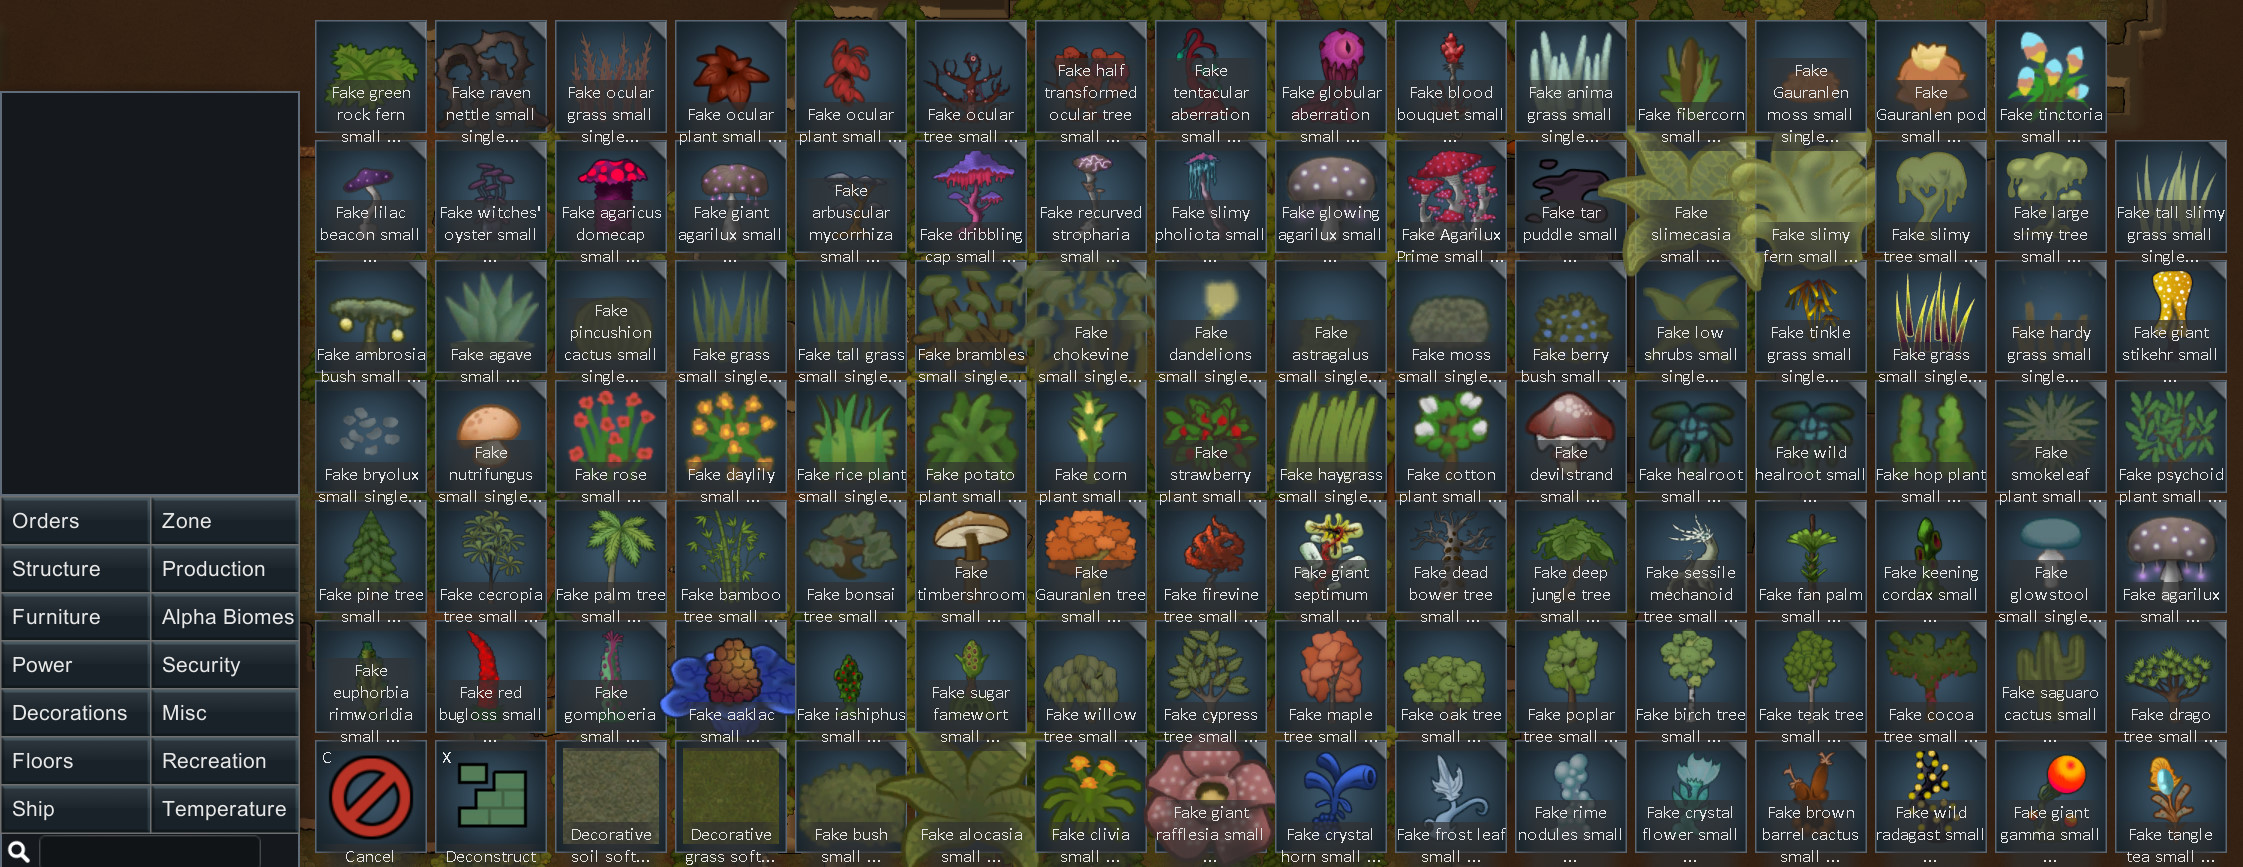 Fake green
rock fern
small ...
Fake raven
nettle small
single...
Fake ocular
grass small
single...
Fake ocular
plant small ...
Fake ocular
plant small ...
Fake ocular
tree small ...
Fake half
transformed
ocular tree
small ...
Fake
tentacular
aberration
small ...
Fake globular
aberration
small ...
Fake blood
bouquet small
...
Fake anima
grass small
single...
Fake fibercorn
small ...
Fake
Gauranlen
moss small
single...
Fake
Gauranlen pod
small ...
Fake tinctoria
small ...
Fake lilac
beacon small
...
Fake witches'
oyster small
...
Fake agaricus
domecap
small ...
Fake giant
agarilux small
...
Fake
arbuscular
mycorrhiza
small ...
Fake dribbling
cap small ...
Fake recurved
stropharia
small ...
Fake slimy
pholiota small
...
Fake glowing
agarilux small
...
Fake Agarilux
Prime small ...
Fake tar
puddle small
...
Fake
slimecasia
small ...
Fake slimy
fern small ...
Fake slimy
tree small ...
Fake large
slimy tree
small ...
Fake tall slimy
grass small
single...
Fake ambrosia
bush small ...
Fake agave
small ...
Fake
pincushion
cactus small
single...
Fake grass
small single...
Fake tall grass
small single...
Fake brambles
small single...
Fake
chokevine
small single...
Fake
dandelions
small single...
Fake
astragalus
small single...
Fake moss
small single...
Fake berry
bush small ...
Fake low
shrubs small
single...
Fake tinkle
grass small
single...
Fake grass
small single...
Fake hardy
grass small
single...
Fake giant
stikehr small
...
Fake bryolux
small single...
Fake
nutrifungus
small single...
Fake rose
small ...
Fake daylily
small ...
Fake rice plant
small single...
Fake potato
plant small ...
Fake corn
plant small ...
Fake
strawberry
plant small ...
Fake haygrass
small single...
Fake cotton
plant small ...
Fake
devilstrand
small ...
Fake healroot
small ...
Fake wild
healroot small
...
Fake hop plant
small ...
Fake
smokeleaf
plant small ...
Fake psychoid
plant small ...
Orders
Zone
Structure
Production
Furniture
Alpha Biomes
Power
Security
Decorations
Misc
Floors
Recreation
Ship
Temperature
Fake pine tree
small ...
Fake cecropia
tree small ...
Fake palm tree
small ...
Fake bamboo
tree small ...
Fake bonsai
tree small ...
Fake
timbershroom
small ...
Fake
Gauranlen tree
small ...
Fake firevine
tree small ...
Fake giant
septimum
small ...
Fake dead
bower tree
small ...
Fake deep
jungle tree
small ...
Fake sessile
mechanoid
tree small ...
Fake fan palm
small ...
Fake keening
cordax small
...
Fake
glowstool
small single...
Fake agarilux
small ...
Fake
euphorbia
rimworldia
small ...
Fake red
bugloss small
...
Fake
gomphoeria
small ...
Fake aaklac
small ...
Fake iashiphus
small ...
Fake sugar
famewort
small ...
Fake willow
tree small ...
Fake cypress
tree small ...
Fake maple
tree small ...
Fake oak tree
small ...
Fake poplar
tree small ...
Fake birch tree
small ...
Fake teak tree
small ...
Fake cocoa
tree small ...
Fake saguaro
cactus small
...
Fake drago
tree small ...
C
Cancel
X
Deconstruct
Decorative
soil soft...
Decorative
grass soft...
Fake bush
small ...
Fake alocasia
small ...
Fake clivia
small ...
Fake giant
rafflesia small
...
Fake crystal
horn small ...
Fake frost leaf
small ...
Fake rime
nodules small
...
Fake crystal
flower small
...
Fake brown
barrel cactus
small ...
Fake wild
radagast small
...
Fake giant
gamma small
...
Fake tangle
tea small ...